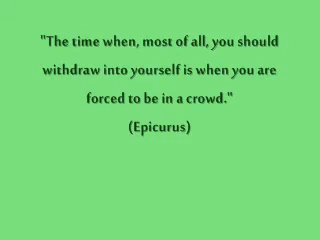 "The time when, most of all, you should
withdraw into yourself is when you are
forced to be in a crowd."
(Epicurus)